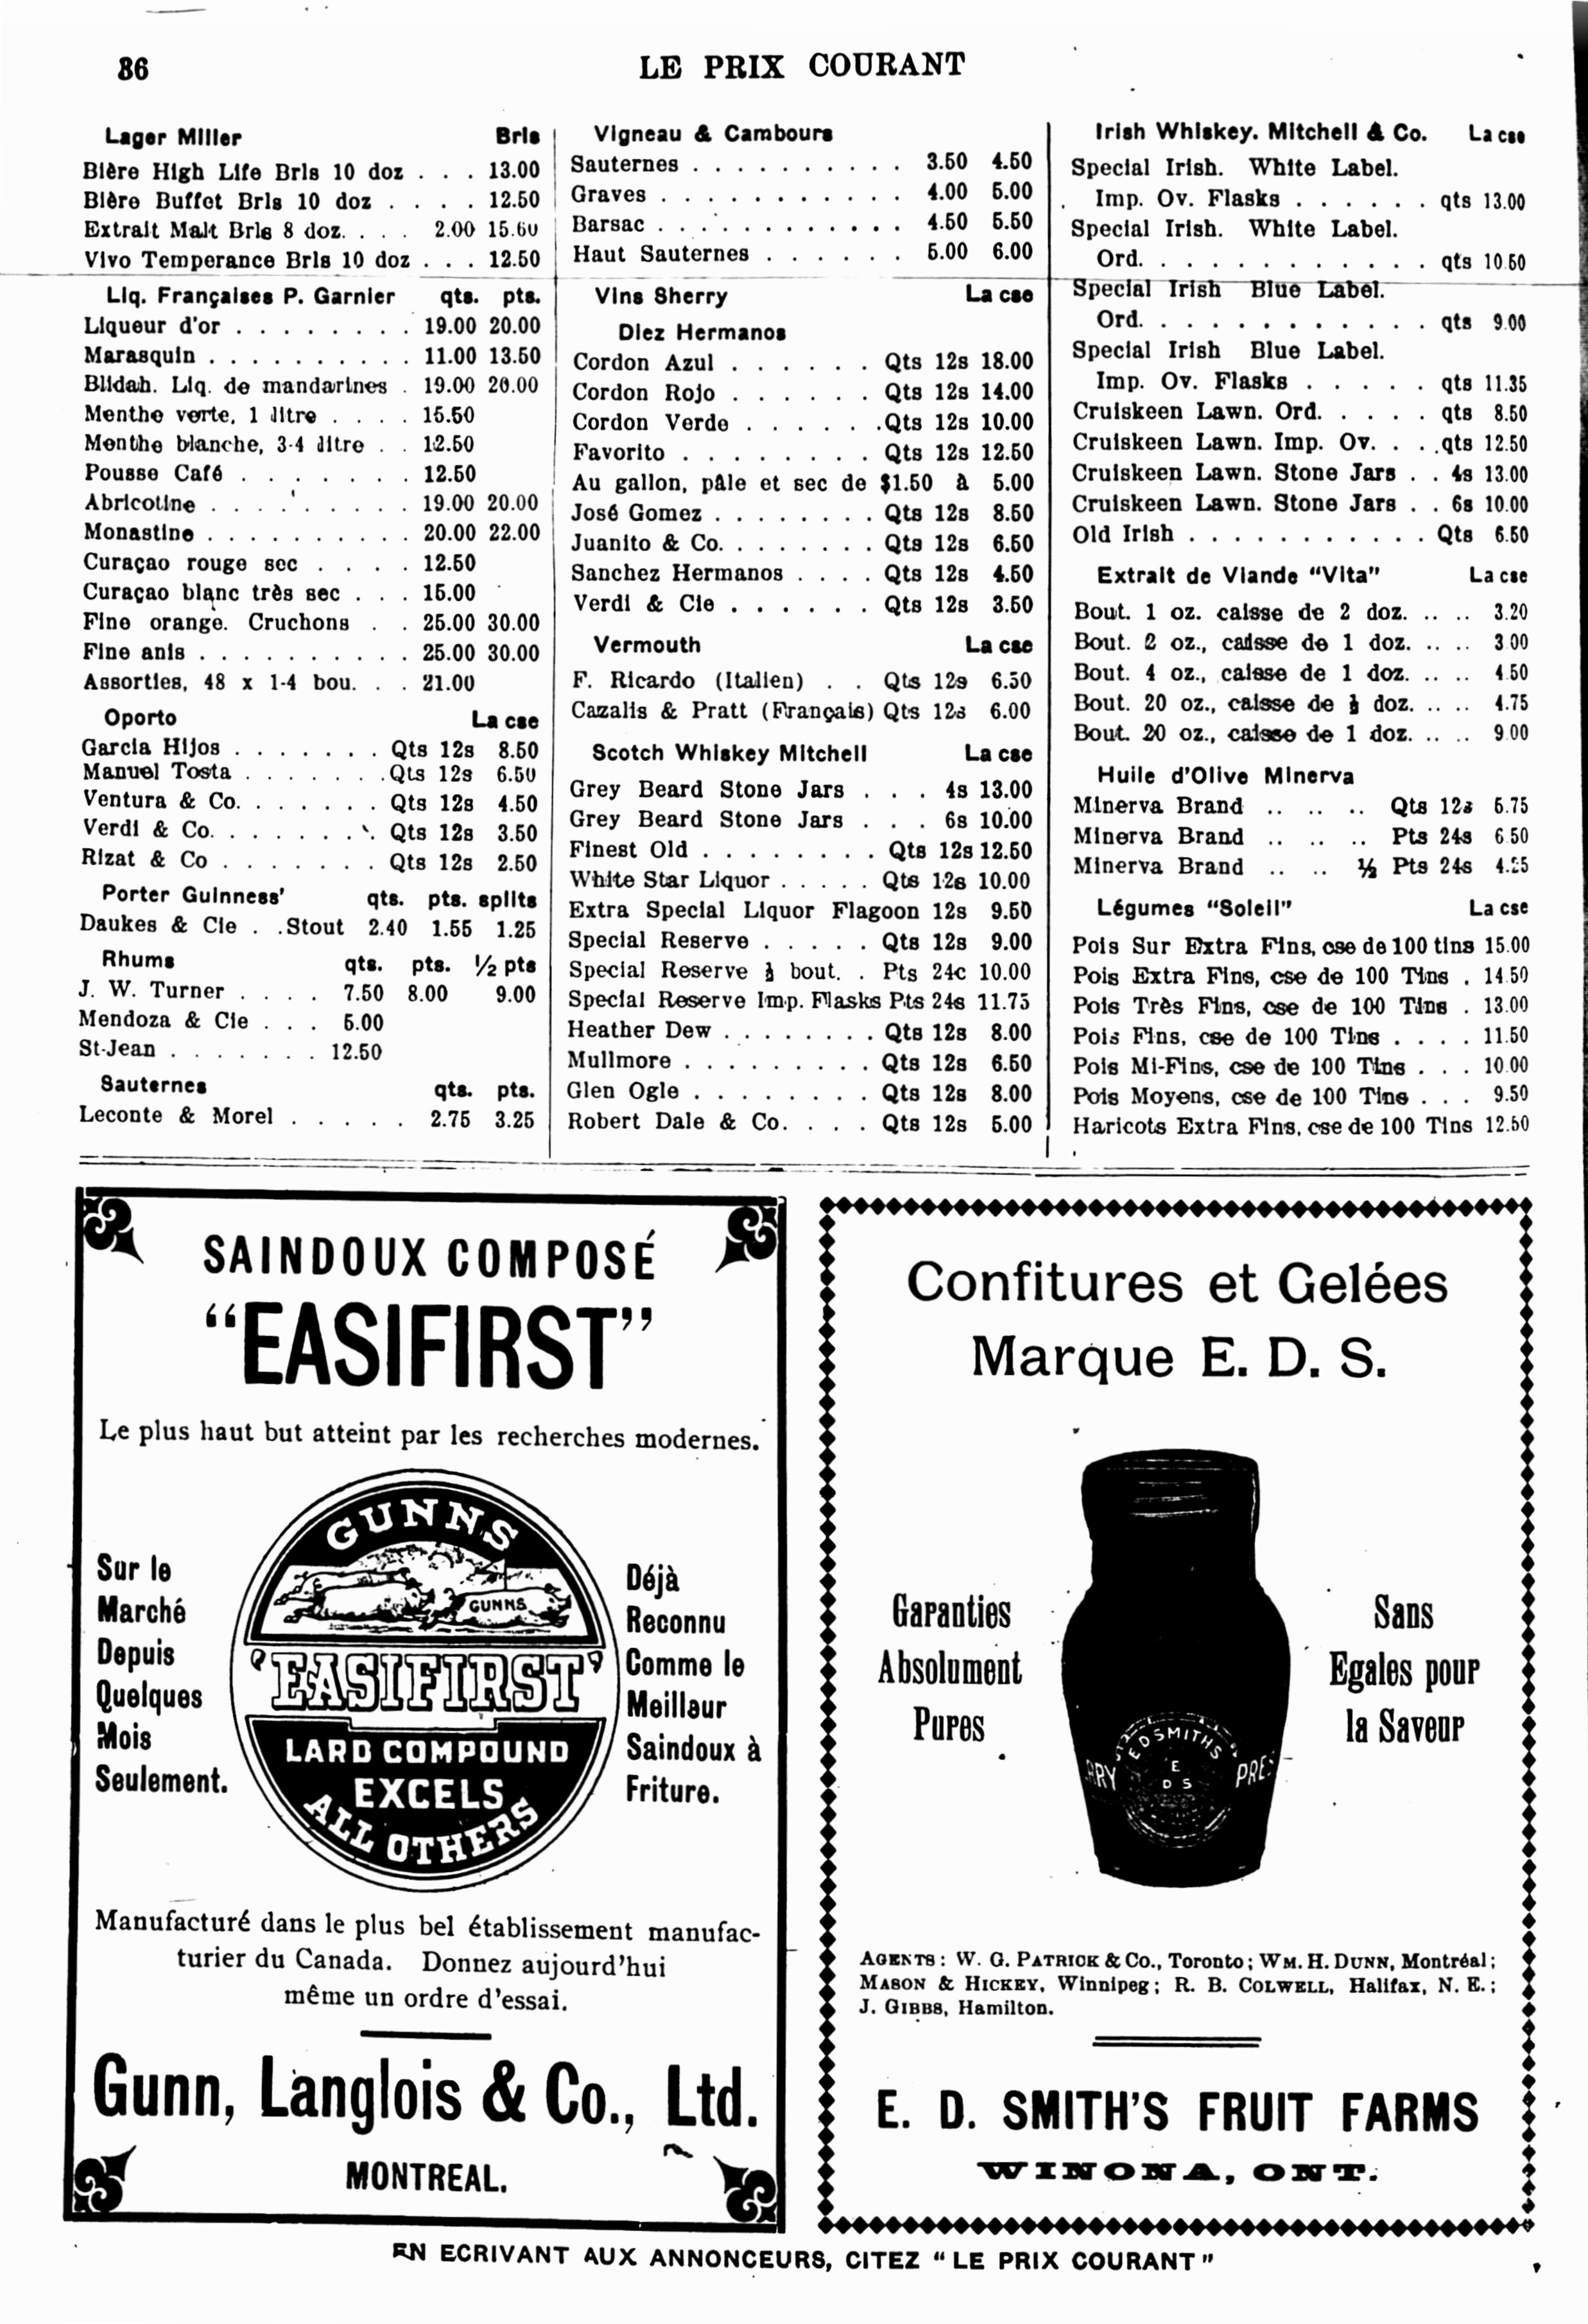 86
LE PRIX COURANT
Lager Miller Brls
Bière High Life Brls 10 doz . . . 13.00
Bière Buffet Brls 10 doz . . . . 12.50
Extrait Malt Brls 8 doz. . . . 2.00 15.60
Vivo Temperance Brls 10 doz . . . 12.50
Liq. Françaises P. Garnier qts. pts.
Liqueur d'or . . . . . . . . 19.00 20.00
Marasquin . . . . . . . . . . 11.00 13.50
Blidah. Liq. de mandarines . 19.00 20.00
Menthe verte, 1 litre . . . . 15.50
Menthe blanche, 3-4 litre . . 12.50
Pousse Café . . . . . . . 12.50
Abricotine . . . . . . . . . 19.00 20.00
Monastine . . . . . . . . . . 20.00 22.00
Curaçao rouge sec . . . . 12.50
Curaçao blanc très sec . . . 15.00
Fine orange. Cruchons . . 25.00 30.00
Fine anis . . . . . . . . . . 25.00 30.00
Assorties, 48 x 1-4 bou. . . 21.00
Oporto La cse
Garcia Hijos . . . . . . . Qts 12s 8.50
Manuel Tosta . . . . . . . Qts 12s 6.50
Ventura & Co. . . . . . . Qts 12s 4.50
Verdi & Co. . . . . . . . Qts 12s 3.50
Rizat & Co . . . . . . . Qts 12s 2.50
Porter Guinness' qts. pts. splits
Daukes & Cie . . Stout 2.40 1.55 1.25
Rhums qts. pts. ½ pts
J. W. Turner . . . . 7.50 8.00 9.00
Mendoza & Cie . . . 5.00
St-Jean . . . . . . . 12.50
Sauternes qts. pts.
Leconte & Morel . . . . . 2.75 3.25
Vigneau & Cambours
Sauternes . . . . . . . . . . 3.50 4.50
Graves . . . . . . . . . . . 4.00 5.00
Barsac . . . . . . . . . . . 4.50 5.50
Haut Sauternes . . . . . . 5.00 6.00
Vins Sherry La cse
Diez Hermanos
Cordon Azul . . . . . . Qts 12s 18.00
Cordon Rojo . . . . . . Qts 12s 14.00
Cordon Verde . . . . . . Qts 12s 10.00
Favorito . . . . . . . . Qts 12s 12.50
Au gallon, pâle et sec de $1.50 à 5.00
José Gomez . . . . . . . . Qts 12s 8.50
Juanito & Co. . . . . . . . Qts 12s 6.50
Sanchez Hermanos . . . . Qts 12s 4.50
Verdi & Cie . . . . . . Qts 12s 3.50
Vermouth La cse
F. Ricardo (Italien) . . Qts 12s 6.50
Cazalis & Pratt (Français) Qts 12s 6.00
Scotch Whiskey Mitchell La cse
Grey Beard Stone Jars . . . 4s 13.00
Grey Beard Stone Jars . . . 6s 10.00
Finest Old . . . . . . . . Qts 12s 12.50
White Star Liquor . . . . . Qts 12s 10.00
Extra Special Liquor Flagoon 12s 9.50
Special Reserve . . . . . Qts 12s 9.00
Special Reserve ½ bout. . Pts 24c 10.00
Special Reserve Imp. Flasks Pts 24s 11.75
Heather Dew . . . . . . . . Qts 12s 8.00
Mullmore . . . . . . . . . Qts 12s 6.50
Glen Ogle . . . . . . . . Qts 12s 8.00
Robert Dale & Co. . . . . Qts 12s 5.00
Irish Whiskey. Mitchell & Co. La cse
Special Irish. White Label.
Imp. Ov. Flasks . . . . . . qts 13.00
Special Irish. White Label.
Ord. . . . . . . . . . . . qts 10 50
Special Irish Blue Label.
Ord. . . . . . . . . . . . qts 9 00
Special Irish Blue Label.
Imp. Ov. Flasks . . . . . qts 11.35
Cruiskeen Lawn. Ord. . . . . qts 8.50
Cruiskeen Lawn. Imp. Ov. . . . qts 12.50
Cruiskeen Lawn. Stone Jars . . 4s 13.00
Cruiskeen Lawn. Stone Jars . . 6s 10.00
Old Irish . . . . . . . . . . . Qts 6.50
Extrait de Viande "Vita" La cse
Bout. 1 oz. caisse de 2 doz. .. .. 3.20
Bout. 2 oz., caisse de 1 doz. .. .. 3 00
Bout. 4 oz., caisse de 1 doz. .. .. 4 50
Bout. 20 oz., caisse de ½ doz. .. .. 4.75
Bout. 20 oz., caisse de 1 doz. .. .. 9 00
Huile d'Olive Minerva
Minerva Brand .. .. .. Qts 12s 5.75
Minerva Brand .. .. .. Pts 24s 6 50
Minerva Brand .. .. ½ Pts 24s 4.25
Légumes "Soleil" La cse
Pois Sur Extra Fins, cse de 100 tins 15.00
Pois Extra Fins, cse de 100 Tins . 14 50
Pois Très Fins, cse de 100 Tins . 13.00
Pois Fins, cse de 100 Tins . . . . 11.50
Pois Mi-Fins, cse de 100 Tins . . . 10 00
Pois Moyens, cse de 100 Tins . . . 9.50
Haricots Extra Fins, cse de 100 Tins 12.50
SAINDOUX COMPOSÉ
"EASIFIRST"
Le plus haut but atteint par les recherches modernes.
Sur le
Marché
Depuis
Quelques
Mois
Seulement.
GUNNS
GUNNS
'EASIFIRST'
LARD COMPOUND
EXCELS
ALL OTHERS
Déjà
Reconnu
Comme le
Meilleur
Saindoux à
Friture.
Manufacturé dans le plus bel établissement manufac-
turier du Canada. Donnez aujourd'hui
même un ordre d'essai.
Gunn, Langlois & Co., Ltd.
MONTREAL.
Confitures et Gelées
Marque E. D. S.
Garanties
Absolument
Pures
E D SMITH'S
E
D S
RRY
PRE
Sans
Egales pour
la Saveur
AGENTS: W. G. PATRICK & Co., Toronto; WM. H. DUNN, Montréal;
MASON & HICKEY, Winnipeg; R. B. COLWELL, Halifax, N. E.;
J. GIBBS, Hamilton.
E. D. SMITH'S FRUIT FARMS
WINONA, ONT.
EN ECRIVANT AUX ANNONCEURS, CITEZ "LE PRIX COURANT"